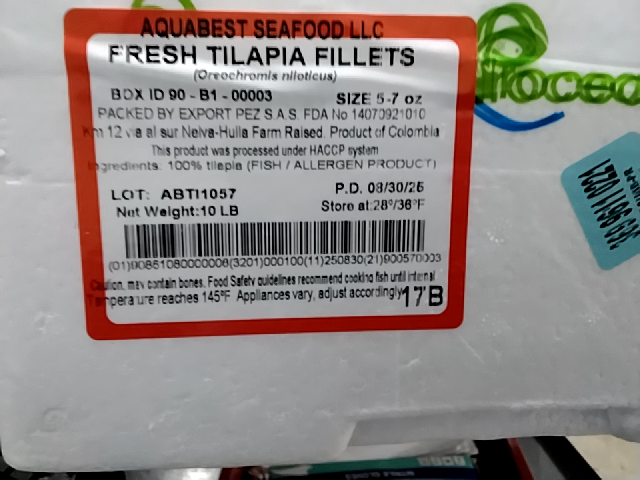 AQUABEST SEAFOOD LLC
FRESH TILAPIA FILLETS
(Oreochromis niloticus)
BOX ID 90 - B1 - 00003
SIZE 5-7 oz
PACKED BY EXPORT PEZ S.A.S. FDA No 14070921010
Km 12 via al sur Neiva-Huila Farm Raised, Product of Colombia
This product was processed under HACCP system
Ingredients: 100% tilapia (FISH / ALLERGEN PRODUCT)
LOT: ABTI1057
P.D. 08/30/25
Net Weight:10 LB
Store at:28°/36°F
(01)90851080000008(3201)000100(11)250830(21)900570003
Caution, may contain bones. Food Safety guidelines recommend cooking fish until internal
Temperature reaches 145°F. Appliances vary, adjust accordingly
17B